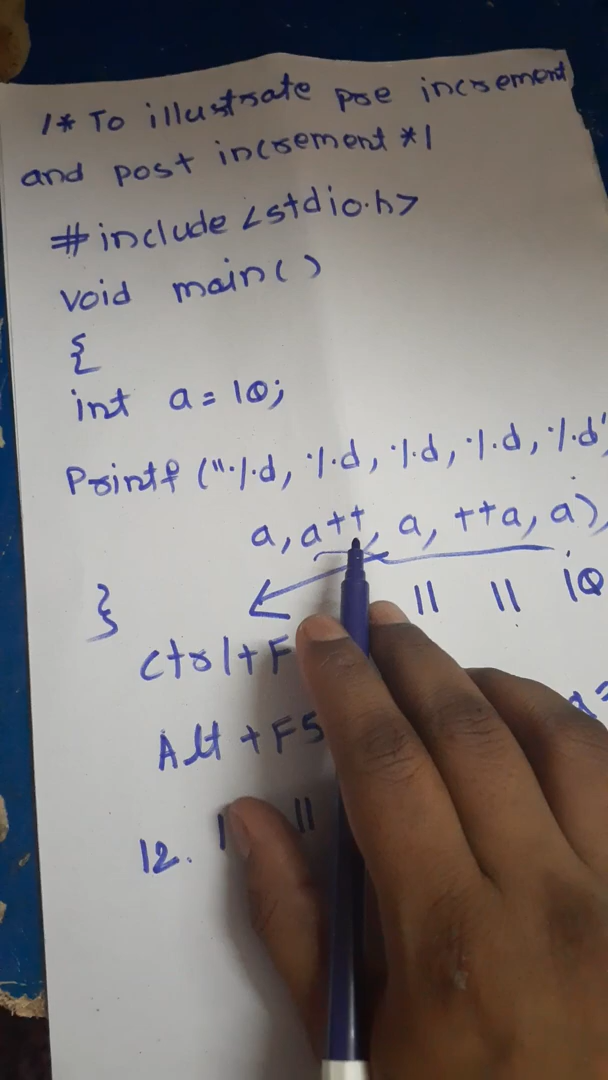 /* To illustrate pre increment
and post increment */
#include <stdio.h>
void main()
{
int a = 10;
Printf ("%d, %d, %d, %d, %d"
a, a++, a, ++a, a)
11 11 10
}
Ctrl+F
Alt+F5
12. 11